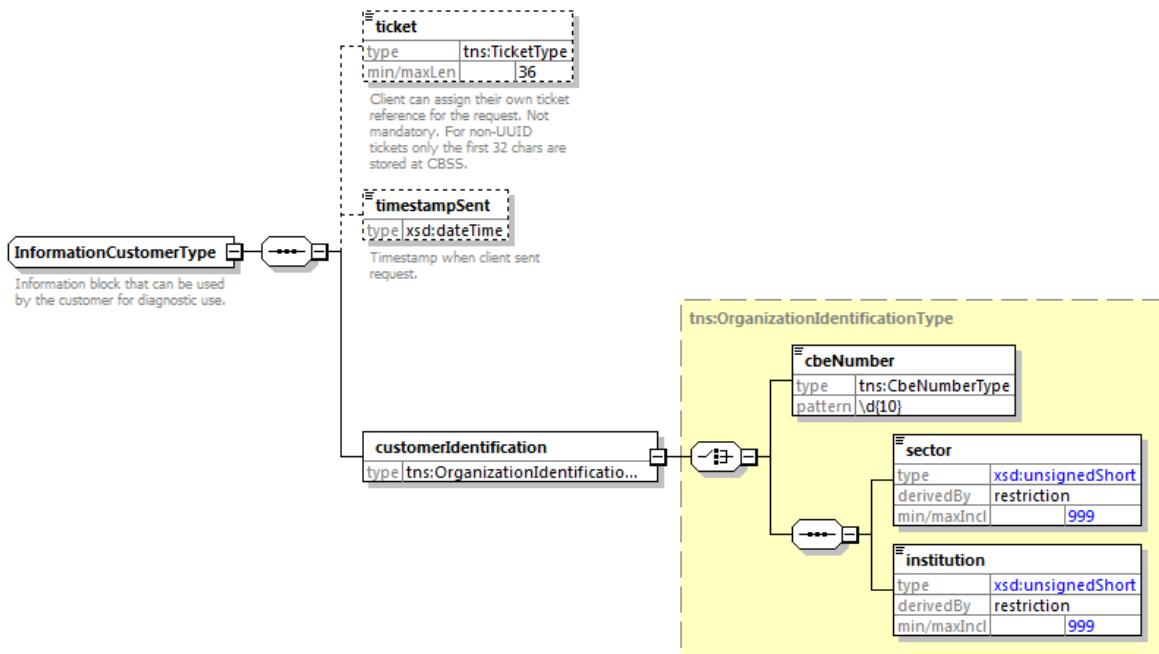 ticket
type tns:TicketType
min/maxLen 36
Client can assign their own ticket
reference for the request. Not
mandatory. For non-UUID
tickets only the first 32 chars are
stored at CBSS.
timestampSent
type xsd:dateTime
Timestamp when client sent
request.
InformationCustomerType
Information block that can be used
by the customer for diagnostic use.
tns:OrganizationIdentificationType
cbeNumber
type tns:CbeNumberType
pattern \d{10}
customerIdentification
type tns:OrganizationIdentificatio...
sector
type xsd:unsignedShort
derivedBy restriction
min/maxIncl 999
institution
type xsd:unsignedShort
derivedBy restriction
min/maxIncl 999